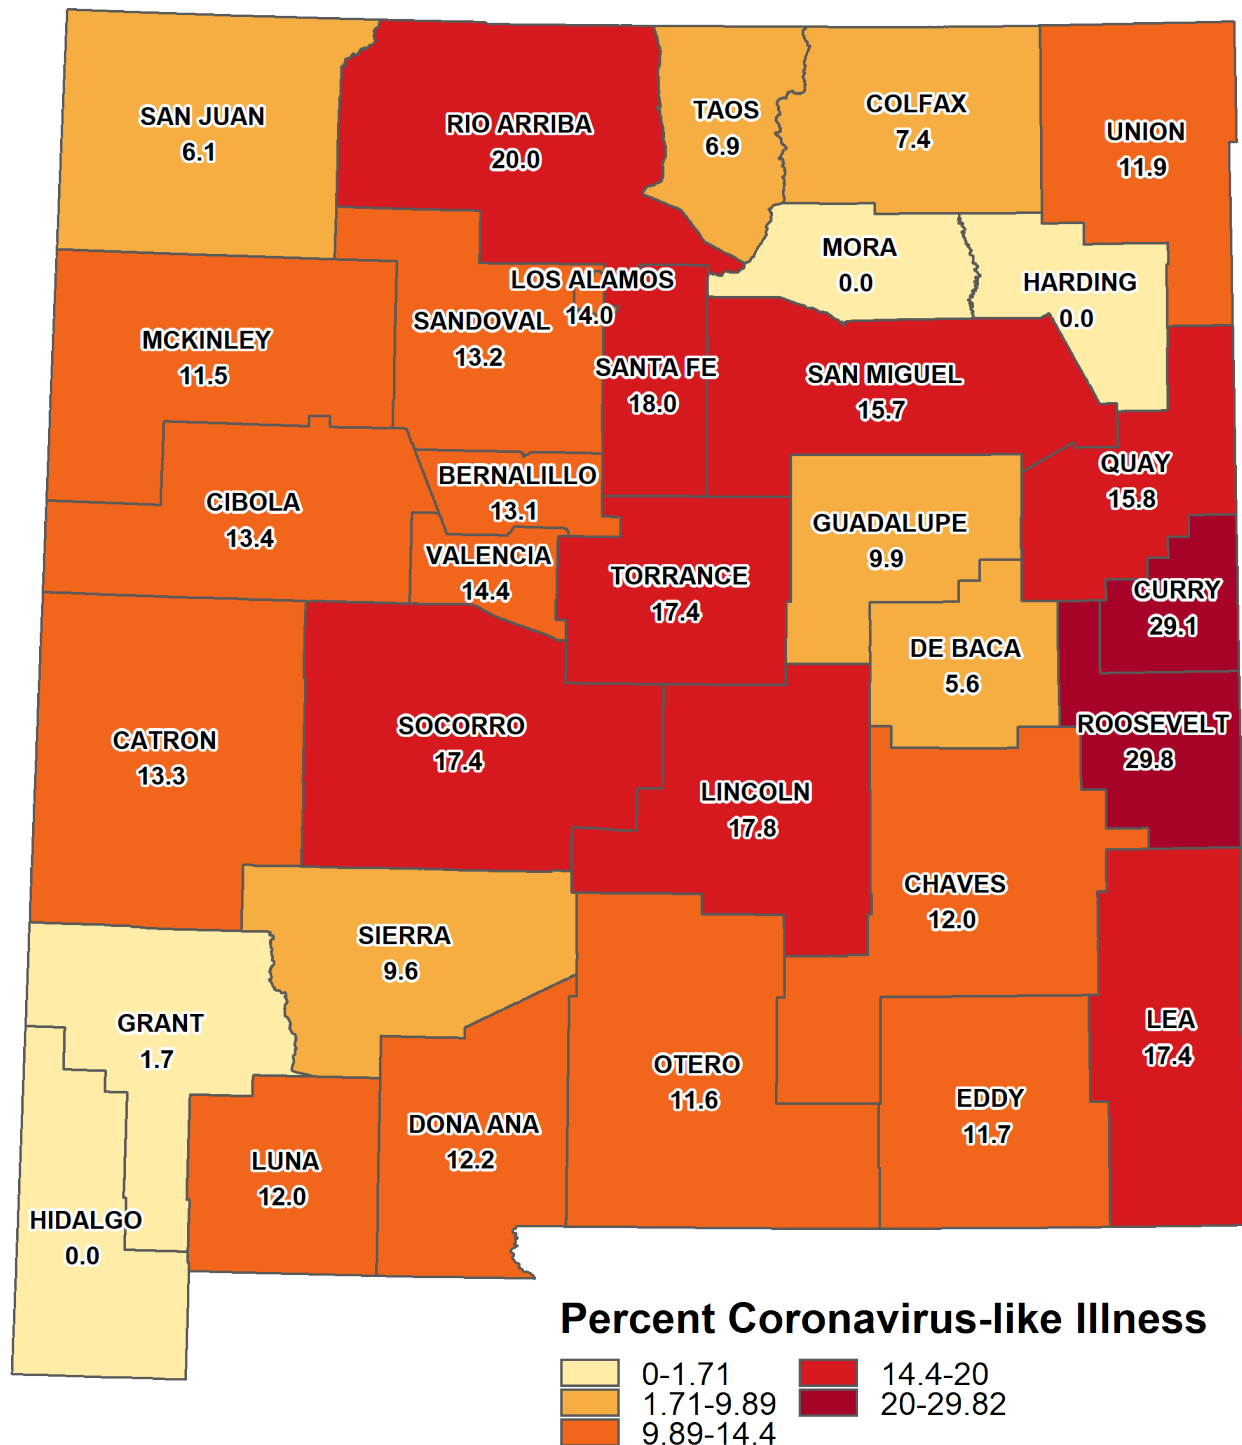 SAN JUAN
6.1
RIO ARRIBA
20.0
TAOS
6.9
COLFAX
7.4
UNION
11.9
MORA
0.0
HARDING
0.0
LOS ALAMOS
14.0
SANDOVAL
13.2
MCKINLEY
11.5
SANTA FE
18.0
SAN MIGUEL
15.7
QUAY
15.8
BERNALILLO
13.1
CIBOLA
13.4
GUADALUPE
9.9
VALENCIA
14.4
TORRANCE
17.4
CURRY
29.1
DE BACA
5.6
ROOSEVELT
29.8
SOCORRO
17.4
CATRON
13.3
LINCOLN
17.8
CHAVES
12.0
SIERRA
9.6
GRANT
1.7
LEA
17.4
OTERO
11.6
EDDY
11.7
DONA ANA
12.2
LUNA
12.0
HIDALGO
0.0
Percent Coronavirus-like Illness
0-1.71
1.71-9.89
9.89-14.4
14.4-20
20-29.82